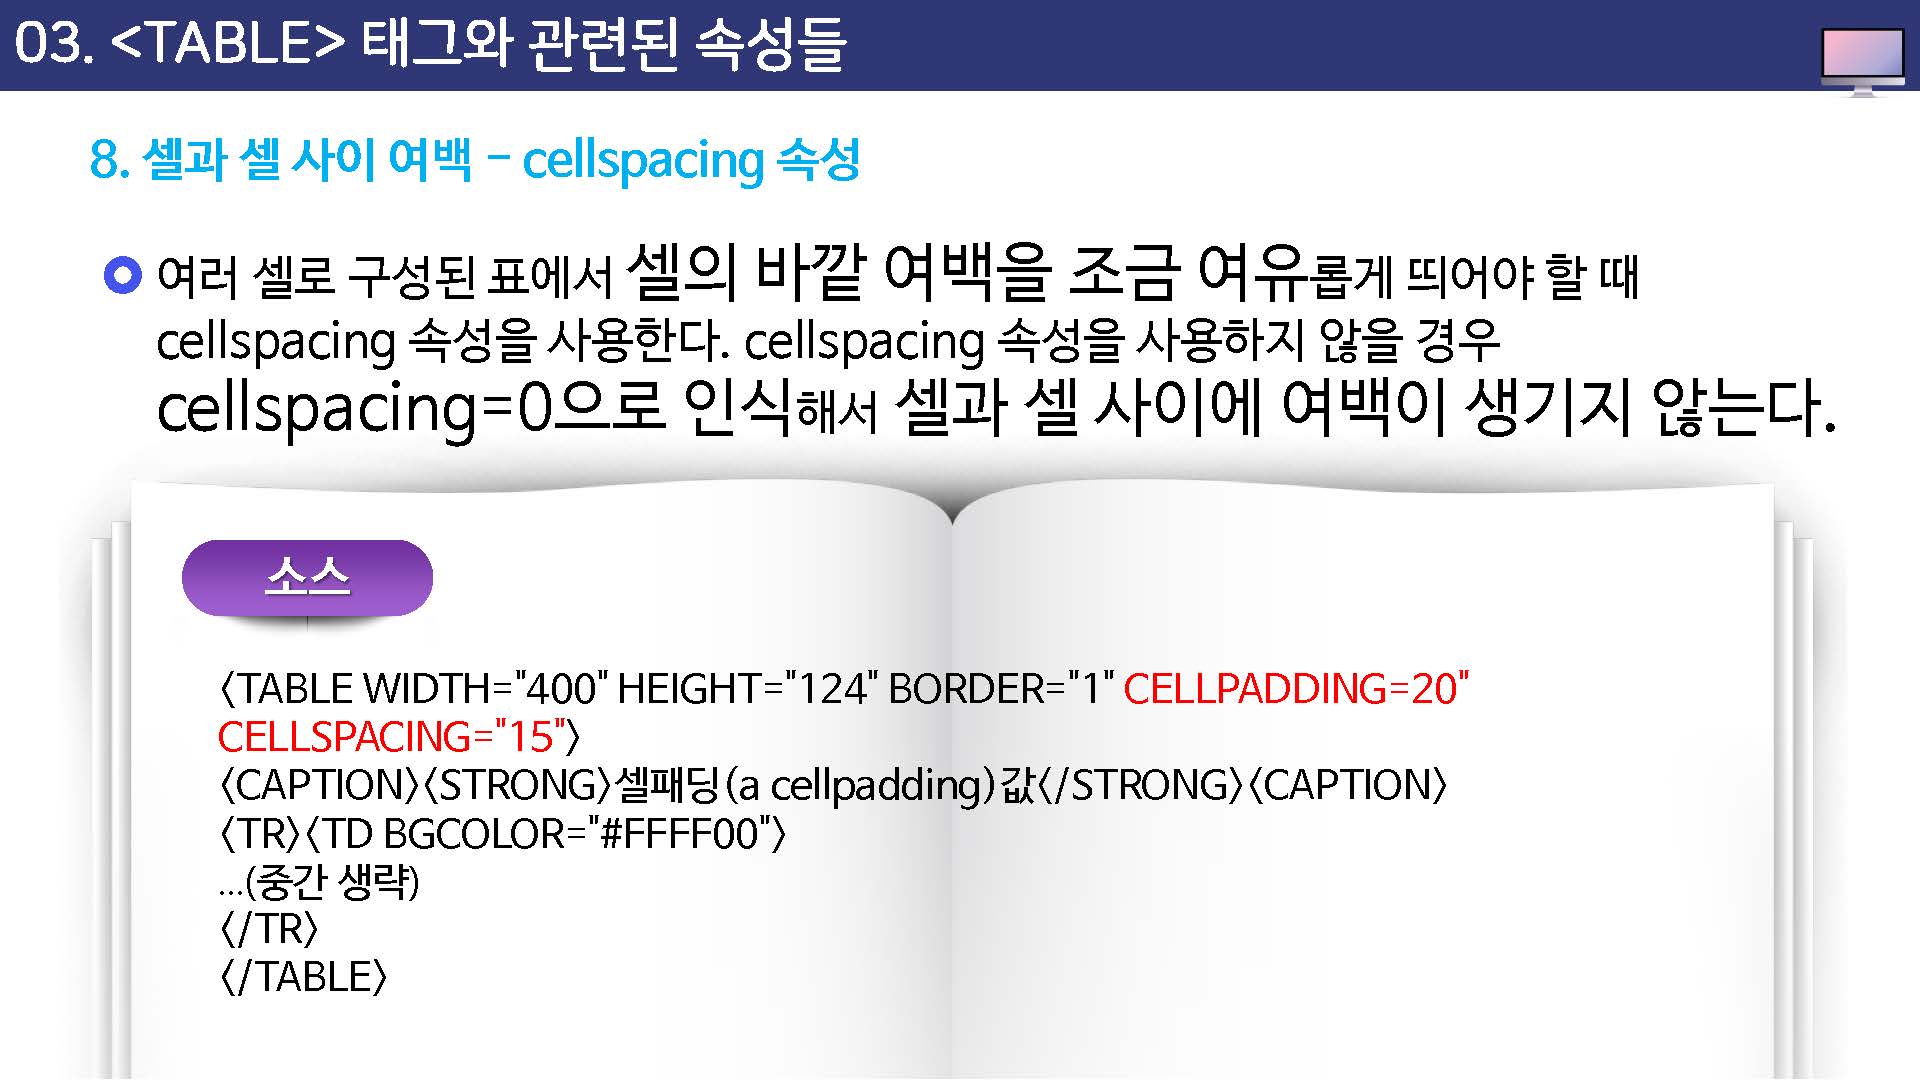 03. <TABLE> 태그와 관련된 속성들
8. 셀과 셀 사이 여백 – cellspacing 속성
여러 셀로 구성된 표에서 셀의 바깥 여백을 조금 여유롭게 띄어야 할 때
cellspacing 속성을 사용한다. cellspacing 속성을 사용하지 않을 경우
cellspacing=0으로 인식해서 셀과 셀 사이에 여백이 생기지 않는다.
소스
<TABLE WIDTH="400" HEIGHT="124" BORDER="1" CELLPADDING=20"
CELLSPACING="15">
<CAPTION><STRONG>셀패딩(a cellpadding)값</STRONG><CAPTION>
<TR><TD BGCOLOR="#FFFF00">
...(중간 생략)
</TR>
</TABLE>